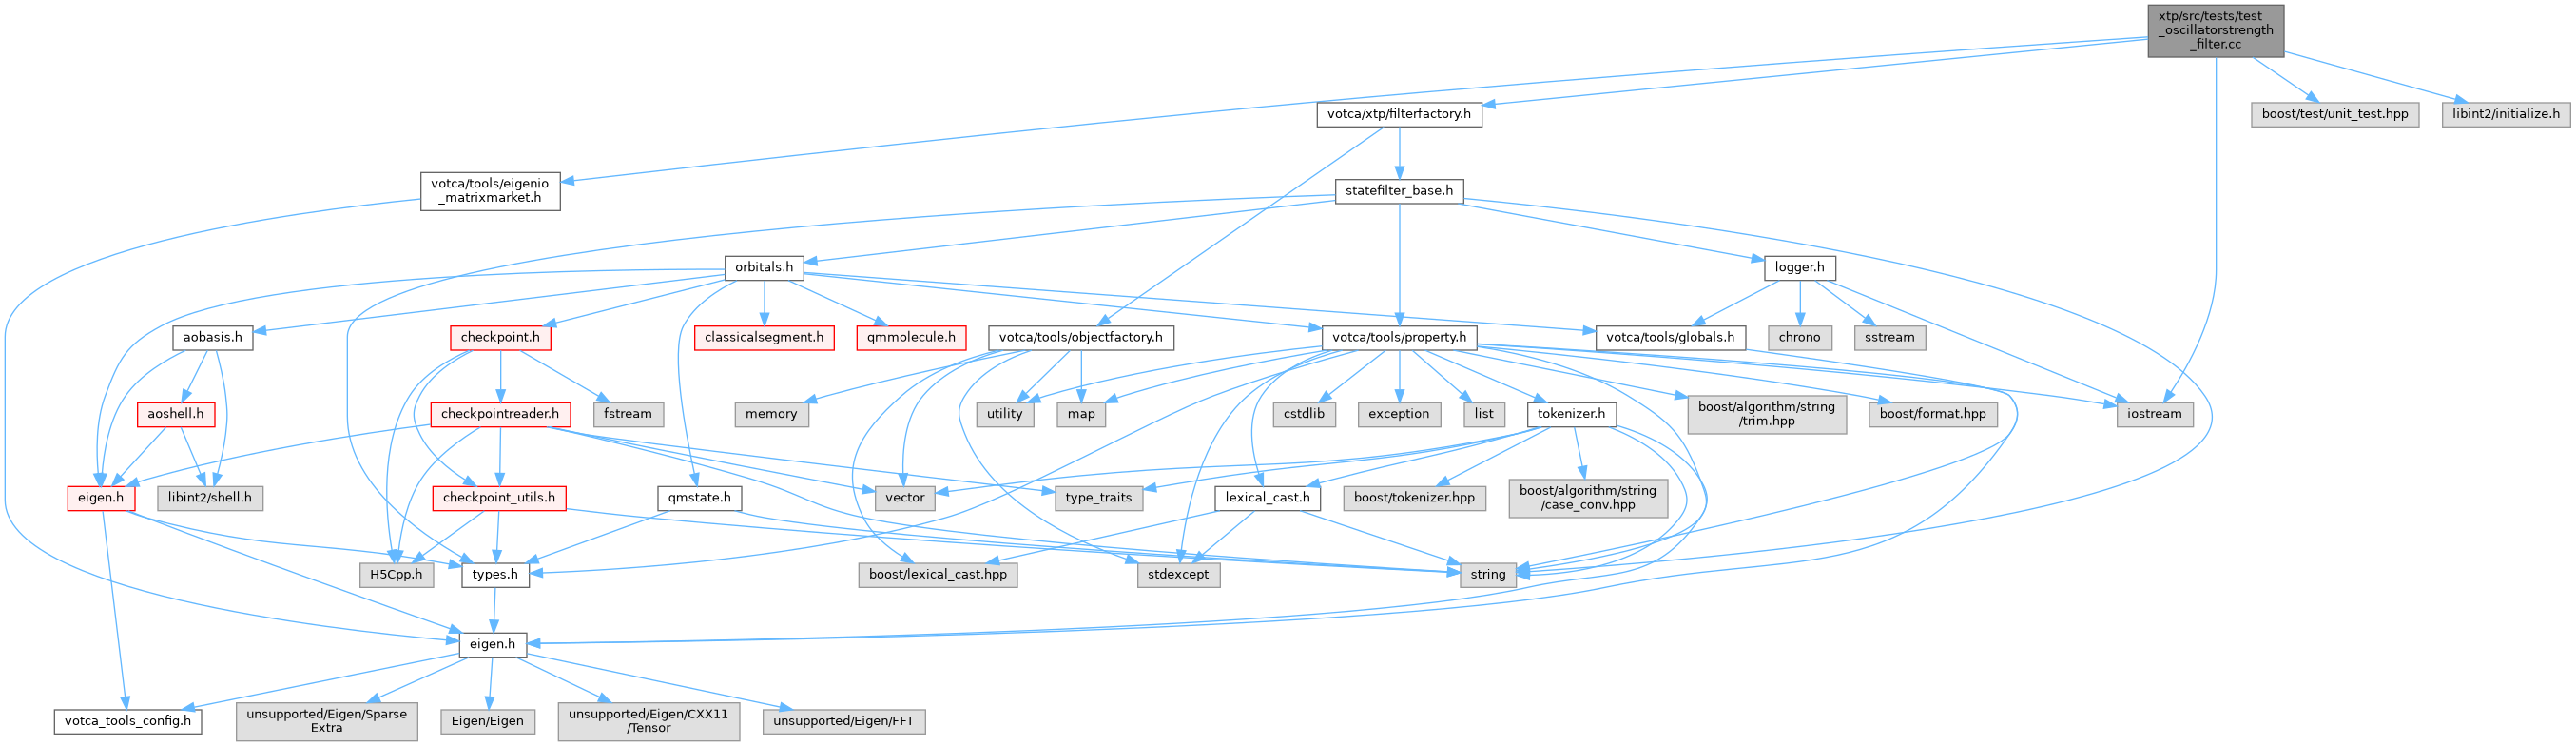 xtp/src/tests/test
_oscillatorstrength
_filter.cc
votca/xtp/filterfactory.h
boost/test/unit_test.hpp
libint2/initialize.h
votca/tools/eigenio
_matrixmarket.h
statefilter_base.h
orbitals.h
logger.h
aobasis.h
checkpoint.h
classicalsegment.h
qmmolecule.h
votca/tools/objectfactory.h
votca/tools/property.h
votca/tools/globals.h
chrono
sstream
aoshell.h
checkpointreader.h
fstream
memory
utility
map
cstdlib
exception
list
tokenizer.h
boost/algorithm/string
/trim.hpp
boost/format.hpp
iostream
eigen.h
libint2/shell.h
checkpoint_utils.h
qmstate.h
vector
type_traits
lexical_cast.h
boost/tokenizer.hpp
boost/algorithm/string
/case_conv.hpp
H5Cpp.h
types.h
boost/lexical_cast.hpp
stdexcept
string
eigen.h
votca_tools_config.h
unsupported/Eigen/Sparse
Extra
Eigen/Eigen
unsupported/Eigen/CXX11
/Tensor
unsupported/Eigen/FFT